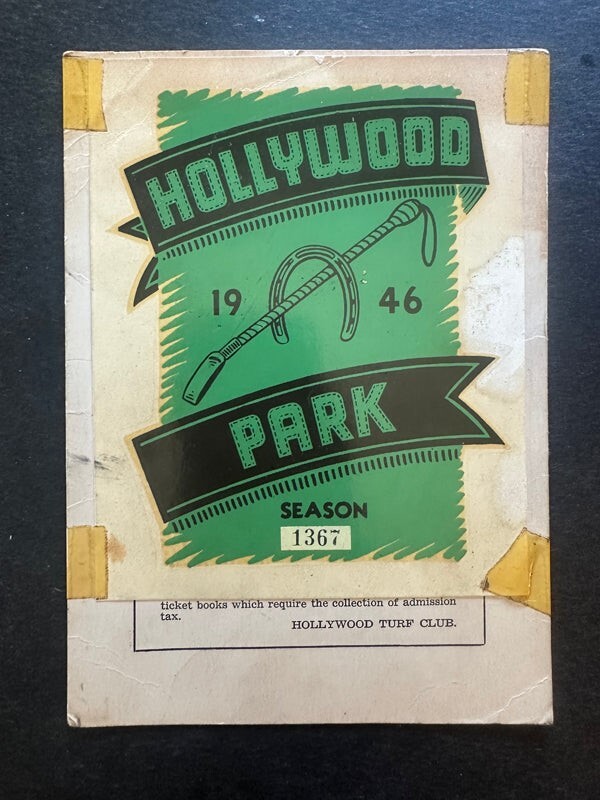 HOLLYWOOD
19 46
PARK
SEASON
1367
ticket books which require the collection of admission
tax.
HOLLYWOOD TURF CLUB.